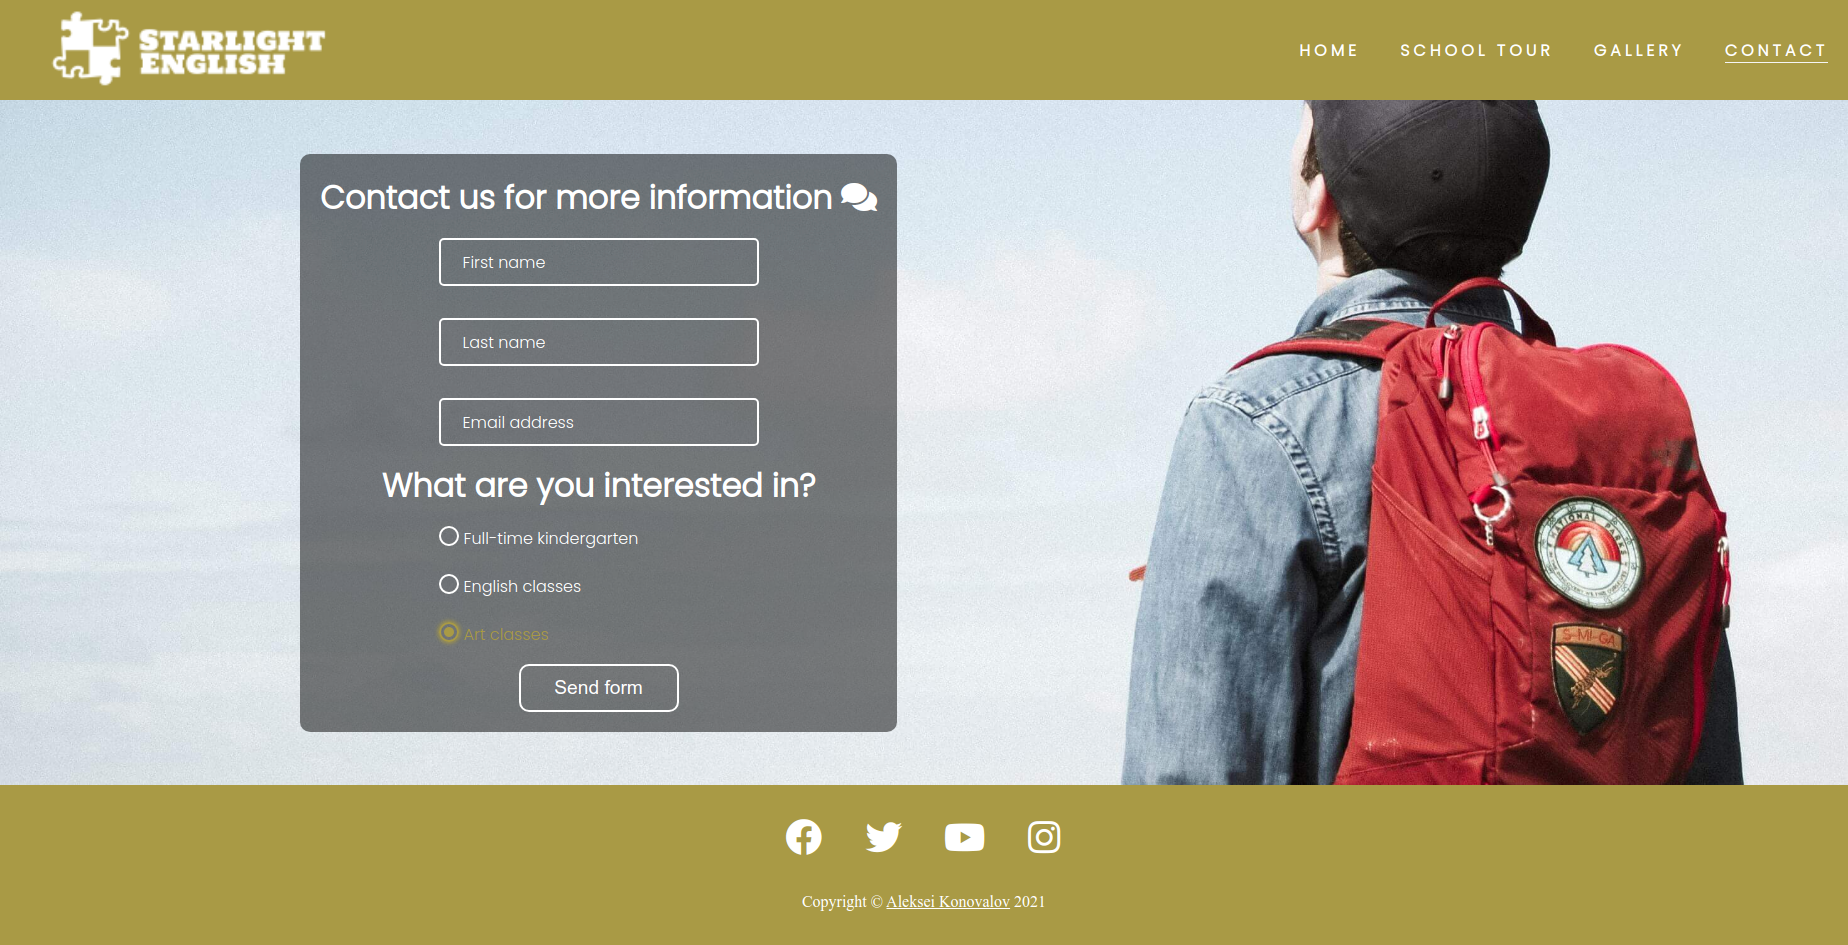 STARLIGHT
ENGLISH
HOME SCHOOL TOUR GALLERY CONTACT
Contact us for more information
First name
Last name
Email address
What are you interested in?
Full-time kindergarten
English classes
Art classes
Send form
NATIONAL PARKS
S-MI-GA
Copyright © Aleksei Konovalov 2021